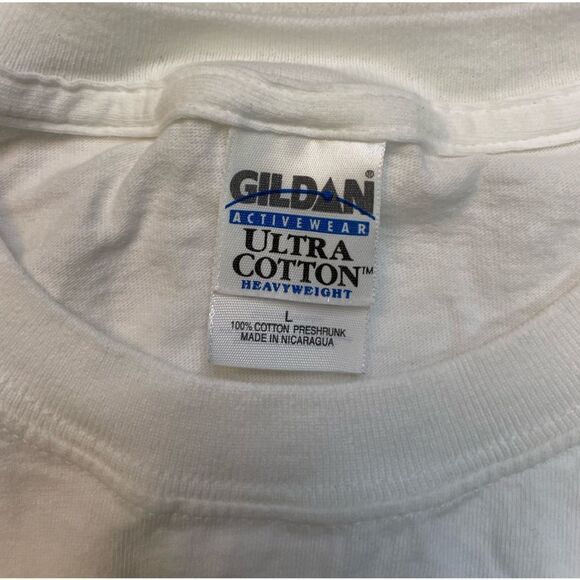 GILDAN®
ACTIVEWEAR
ULTRA
COTTON™
HEAVYWEIGHT
L
100% COTTON PRESHRUNK
MADE IN NICARAGUA